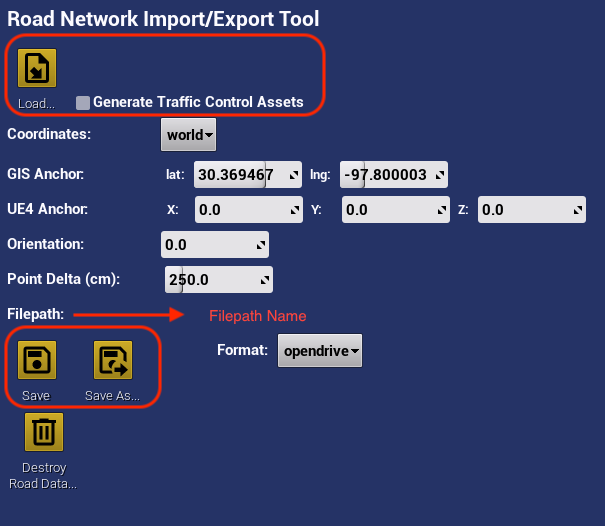 Road Network Import/Export Tool
Load...
Generate Traffic Control Assets
Coordinates: world
GIS Anchor: lat: 30.369467 lng: -97.800003
UE4 Anchor: X: 0.0 Y: 0.0 Z: 0.0
Orientation: 0.0
Point Delta (cm): 250.0
Filepath: Filepath Name
Format: opendrive
Save Save As...
Destroy
Road Data...